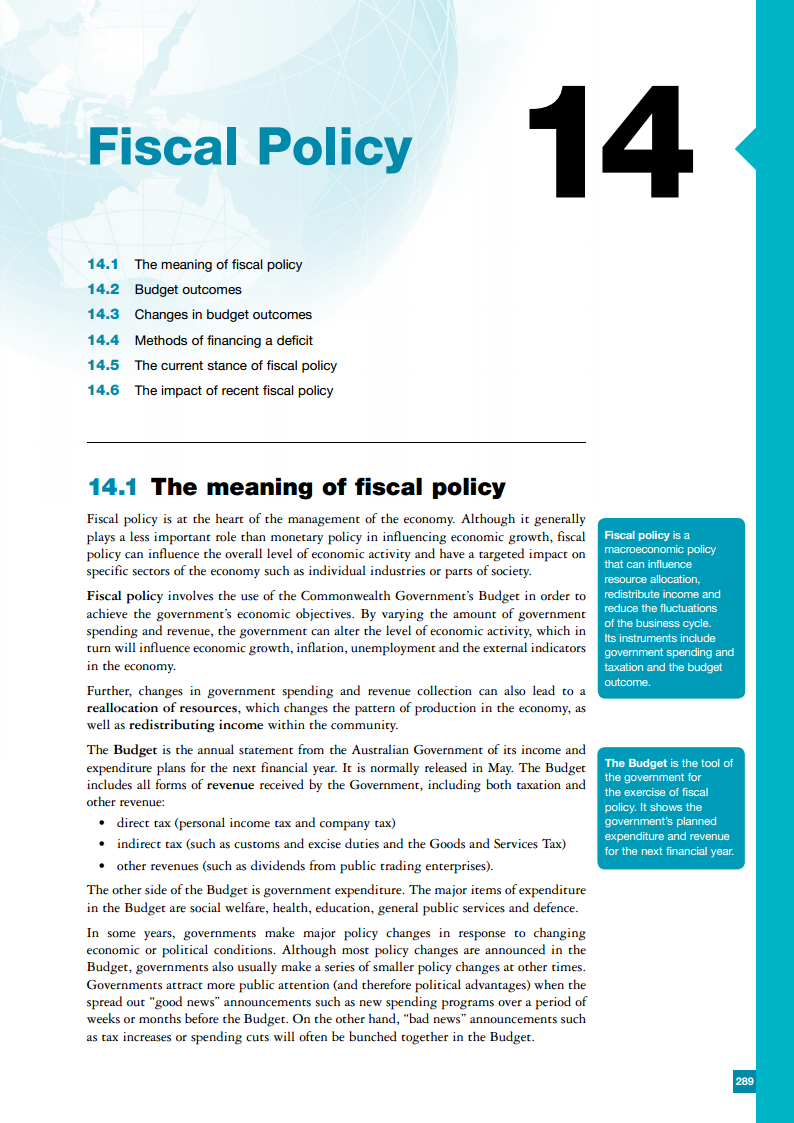 Fiscal Policy
14
14.1 The meaning of fiscal policy
14.2 Budget outcomes
14.3 Changes in budget outcomes
14.4 Methods of financing a deficit
14.5 The current stance of fiscal policy
14.6 The impact of recent fiscal policy
14.1 The meaning of fiscal policy
Fiscal policy is at the heart of the management of the economy. Although it generally
plays a less important role than monetary policy in influencing economic growth, fiscal
policy can influence the overall level of economic activity and have a targeted impact on
specific sectors of the economy such as individual industries or parts of society.
Fiscal policy involves the use of the Commonwealth Government's Budget in order to
achieve the government's economic objectives. By varying the amount of government
spending and revenue, the government can alter the level of economic activity, which in
turn will influence economic growth, inflation, unemployment and the external indicators
in the economy.
Further, changes in government spending and revenue collection can also lead to a
reallocation of resources, which changes the pattern of production in the economy, as
well as redistributing income within the community.
The Budget is the annual statement from the Australian Government of its income and
expenditure plans for the next financial year. It is normally released in May. The Budget
includes all forms of revenue received by the Government, including both taxation and
other revenue:
• direct tax (personal income tax and company tax)
• indirect tax (such as customs and excise duties and the Goods and Services Tax)
• other revenues (such as dividends from public trading enterprises).
The other side of the Budget is government expenditure. The major items of expenditure
in the Budget are social welfare, health, education, general public services and defence.
In some years, governments make major policy changes in response to changing
economic or political conditions. Although most policy changes are announced in the
Budget, governments also usually make a series of smaller policy changes at other times.
Governments attract more public attention (and therefore political advantages) when the
spread out "good news" announcements such as new spending programs over a period of
weeks or months before the Budget. On the other hand, "bad news" announcements such
as tax increases or spending cuts will often be bunched together in the Budget.
Fiscal policy is a
macroeconomic policy
that can influence
resource allocation,
redistribute income and
reduce the fluctuations
of the business cycle.
Its instruments include
government spending and
taxation and the budget
outcome.
The Budget is the tool of
the government for
the exercise of fiscal
policy. It shows the
government's planned
expenditure and revenue
for the next financial year.
289